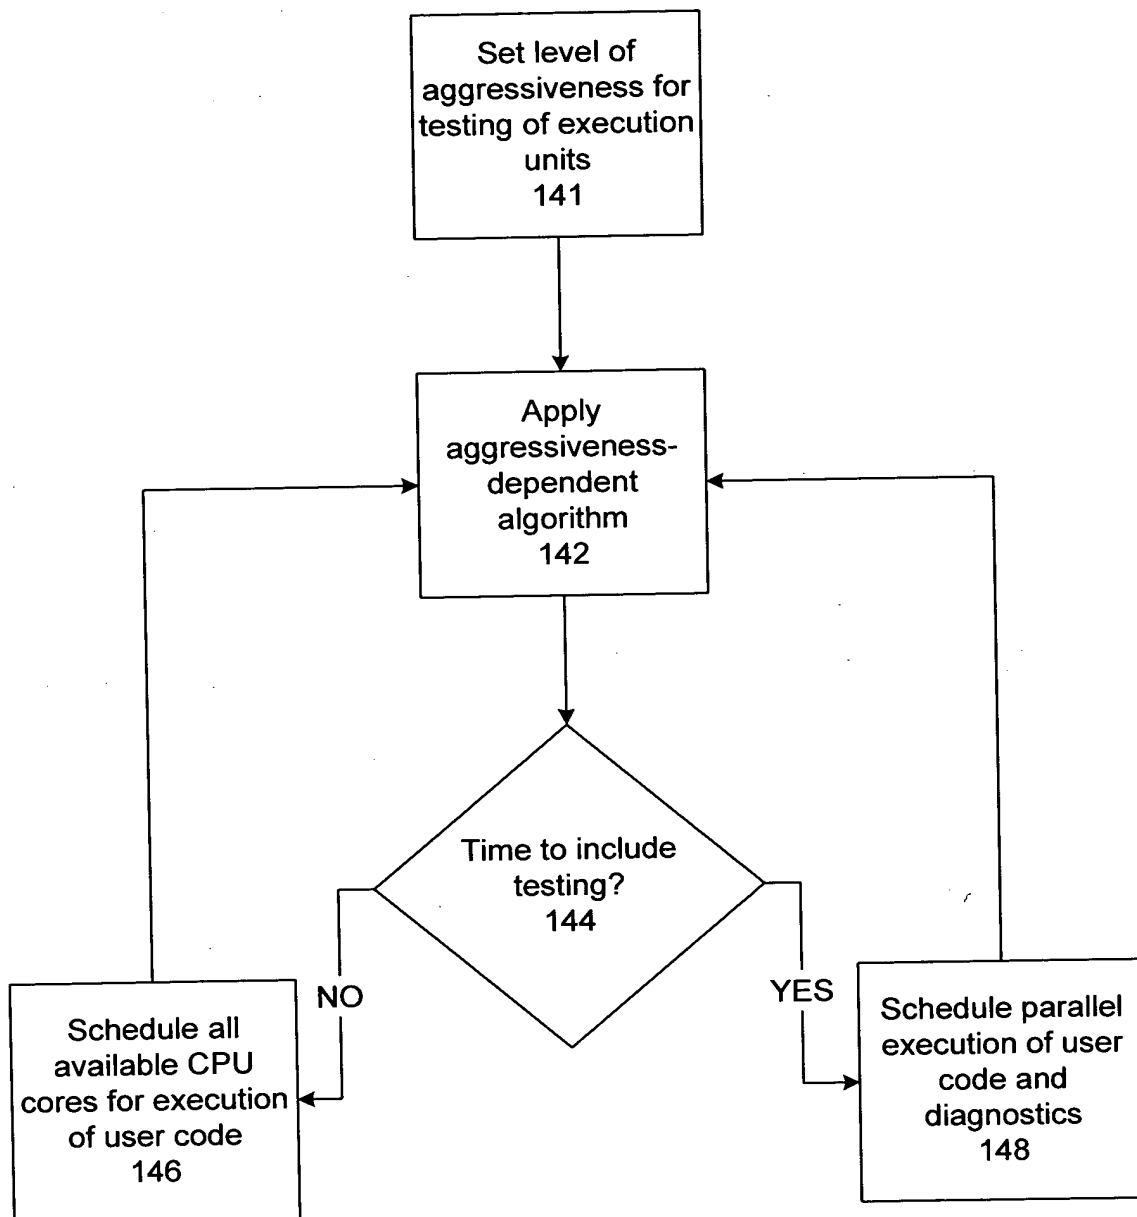 Set level of
aggressiveness for
testing of execution
units
141
Apply
aggressiveness-
dependent
algorithm
142
Time to include
testing?
144
NO
YES
Schedule all
available CPU
cores for execution
of user code
146
Schedule parallel
execution of user
code and
diagnostics
148